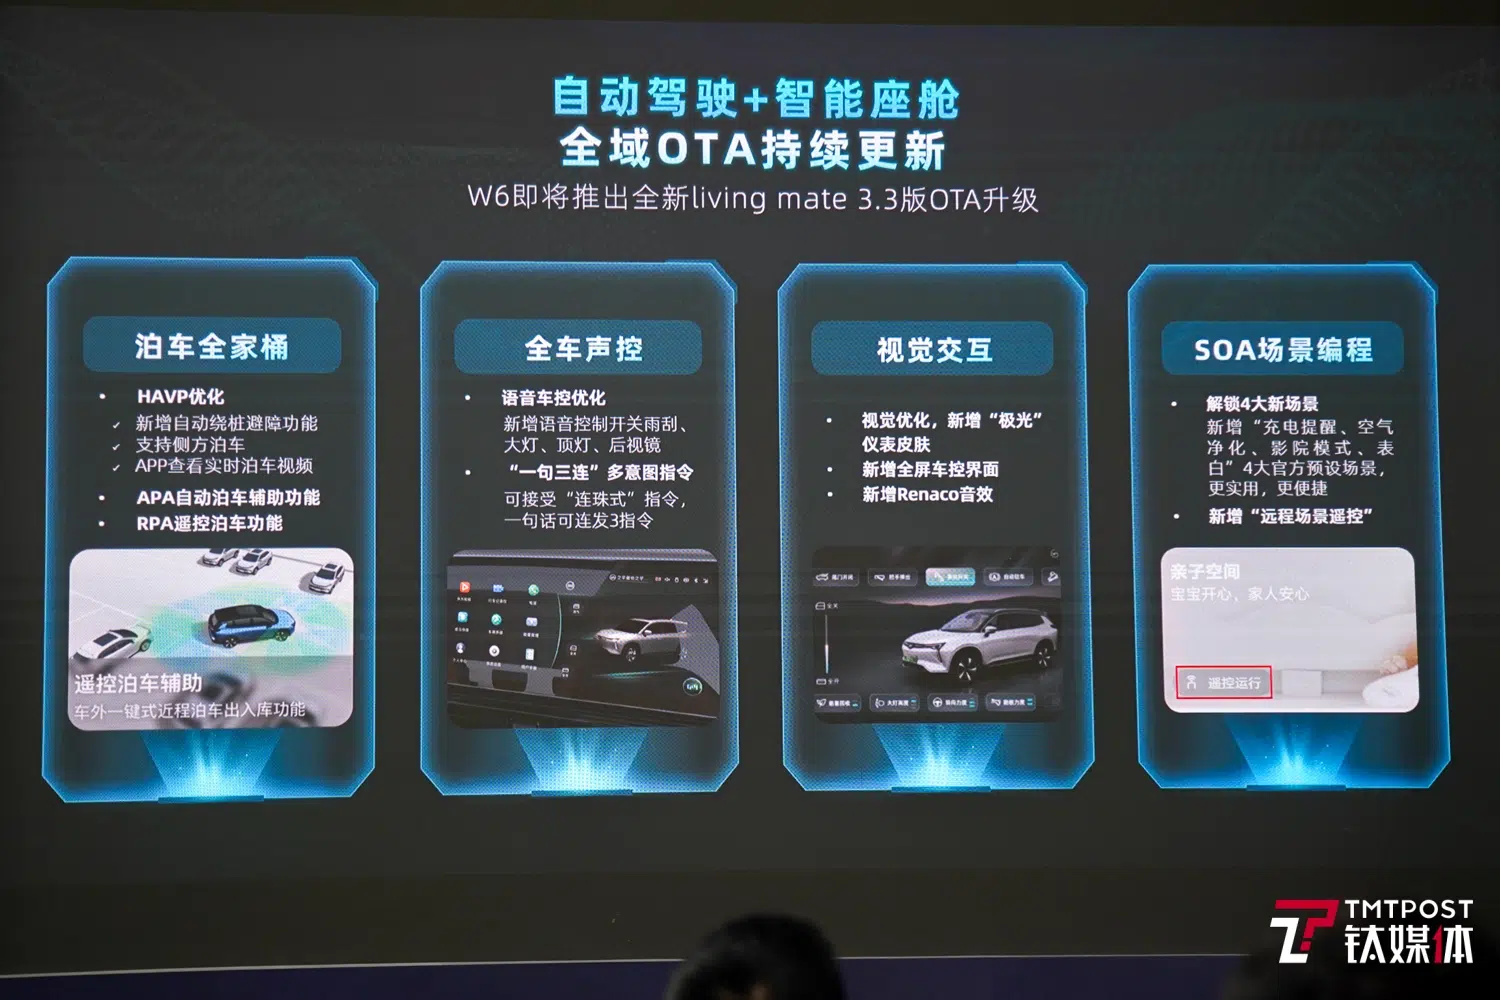 自动驾驶+智能座舱
全域OTA持续更新
W6即将推出全新living mate 3.3版OTA升级
泊车全家桶
• HAVP优化
✓ 新增自动绕桩避障功能
✓ 支持侧方泊车
✓ APP查看实时泊车视频
• APA自动泊车辅助功能
• RPA遥控泊车功能
遥控泊车辅助
车外一键式近程泊车出入库功能
全车声控
• 语音车控优化
新增语音控制开关雨刮、
大灯、顶灯、后视镜
• “一句三连”多意图指令
可接受“连珠式”指令，
一句话可连发3指令
视觉交互
• 视觉优化，新增“极光”
仪表皮肤
• 新增全屏车控界面
• 新增Renaco音效
SOA场景编程
• 解锁4大新场景
新增“充电提醒、空气
净化、影院模式、表
白”4大官方预设场景，
更实用，更便捷
• 新增“远程场景遥控”
亲子空间
宝宝开心、家人安心
遥控运行
TMTPOST
钛媒体